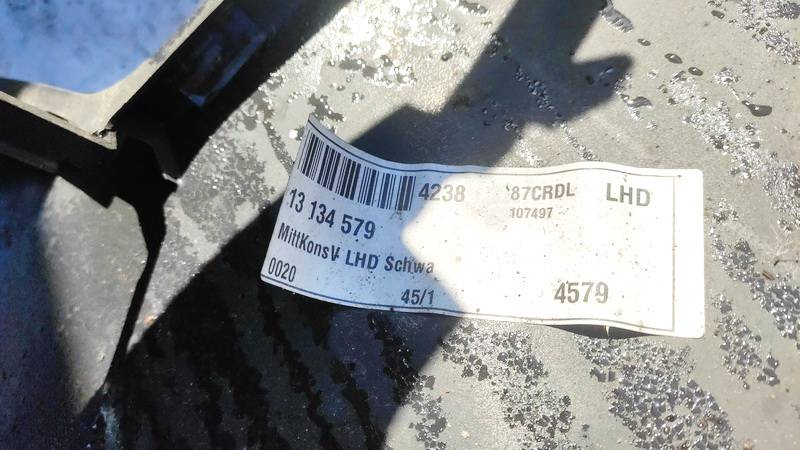 4238 '87CRDL LHD
107497
13 134 579
MittKonsV LHD Schwa
0020
45/1 4579